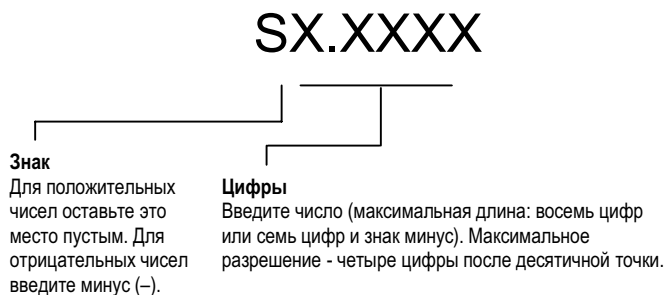 SX.XXXX
Знак
Для положительных
чисел оставьте это
место пустым. Для
отрицательных чисел
введите минус (–).
Цифры
Введите число (максимальная длина: восемь цифр
или семь цифр и знак минус). Максимальное
разрешение - четыре цифры после десятичной точки.